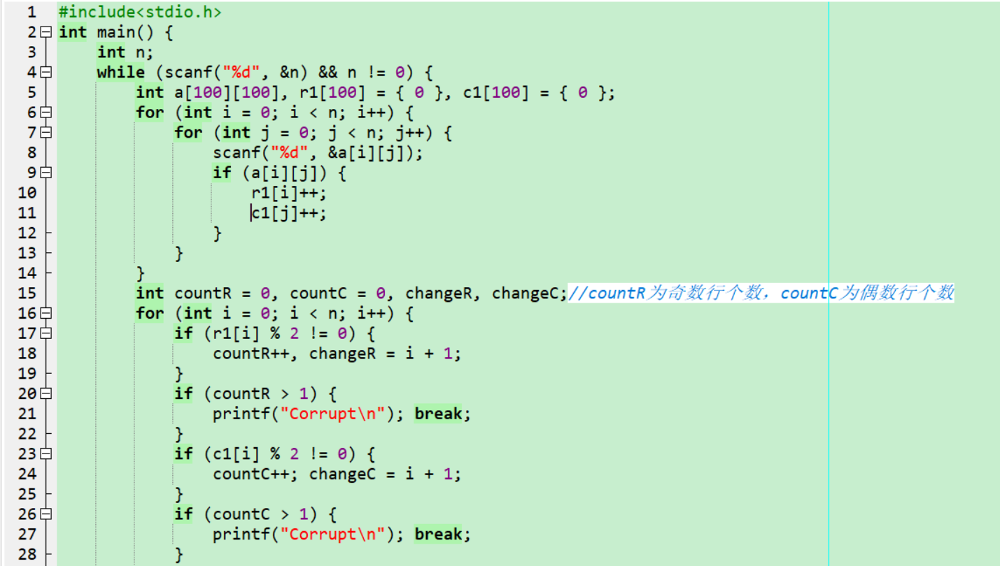 1 #include<stdio.h>
2 int main() {
3 int n;
4 while (scanf("%d", &n) && n != 0) {
5 int a[100][100], r1[100] = { 0 }, c1[100] = { 0 };
6 for (int i = 0; i < n; i++) {
7 for (int j = 0; j < n; j++) {
8 scanf("%d", &a[i][j]);
9 if (a[i][j]) {
10 r1[i]++;
11 c1[j]++;
12 }
13 }
14 }
15 int countR = 0, countC = 0, changeR, changeC;//countR为奇数行个数，countC为偶数行个数
16 for (int i = 0; i < n; i++) {
17 if (r1[i] % 2 != 0) {
18 countR++, changeR = i + 1;
19 }
20 if (countR > 1) {
21 printf("Corrupt\n"); break;
22 }
23 if (c1[i] % 2 != 0) {
24 countC++; changeC = i + 1;
25 }
26 if (countC > 1) {
27 printf("Corrupt\n"); break;
28 }